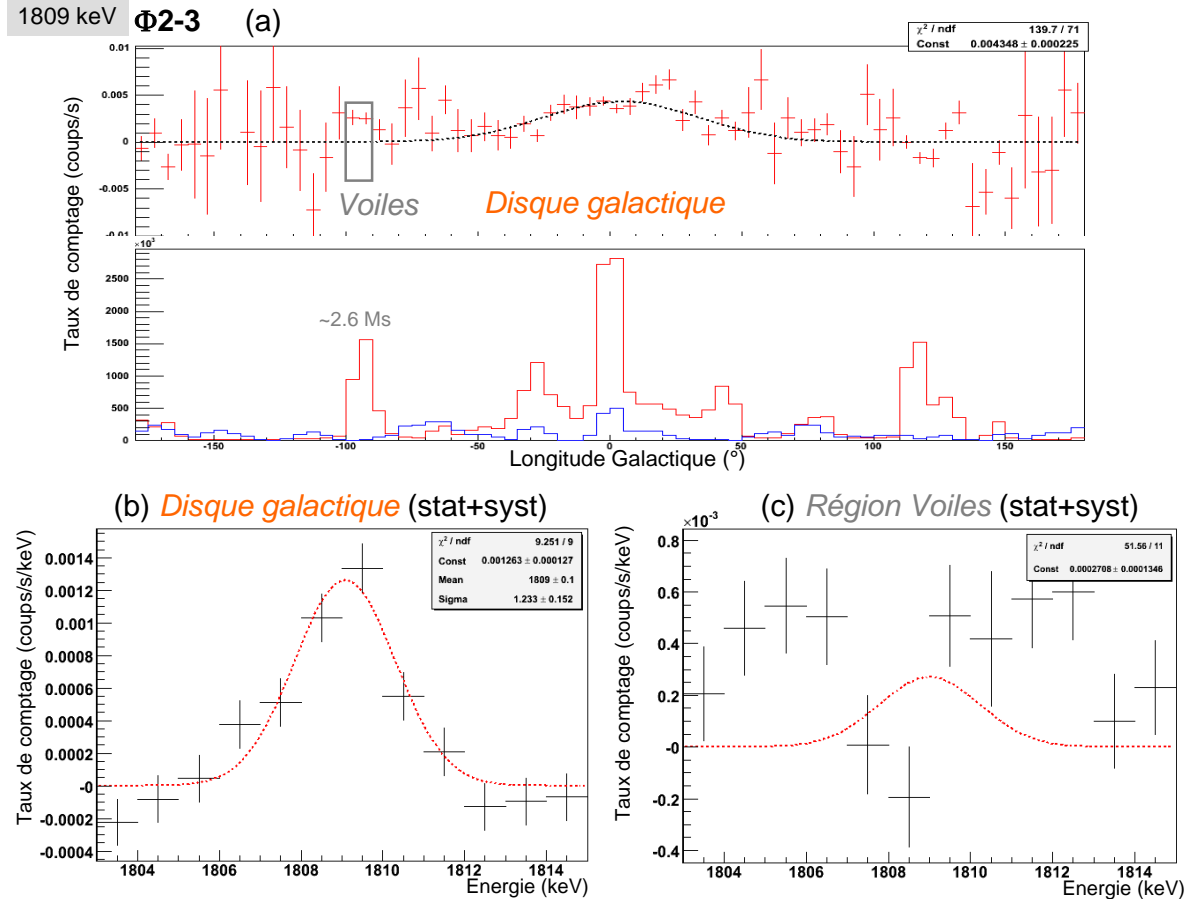 1809 keV
Φ2-3 (a)
χ² / ndf 139.7 / 71
Const 0.004348 ± 0.000225
0.01
0.005
0
-0.005
-0.01
Voiles
Disque galactique
Taux de comptage (coups/s)
×10³
2500
2000
1500
1000
500
0
~2.6 Ms
-150 -100 -50 0 50 100 150
Longitude Galactique (°)
(b) Disque galactique (stat+syst)
χ² / ndf 9.251 / 9
Const 0.001263 ± 0.000127
Mean 1809 ± 0.1
Sigma 1.233 ± 0.152
Taux de comptage (coups/s/keV)
0.0014
0.0012
0.001
0.0008
0.0006
0.0004
0.0002
-0
-0.0002
-0.0004
1804 1806 1808 1810 1812 1814
Energie (keV)
(c) Région Voiles (stat+syst)
×10⁻³
χ² / ndf 51.56 / 11
Const 0.0002708 ± 0.0001346
Taux de comptage (coups/s/keV)
0.8
0.6
0.4
0.2
-0
-0.2
-0.4
1804 1806 1808 1810 1812 1814
Energie (keV)